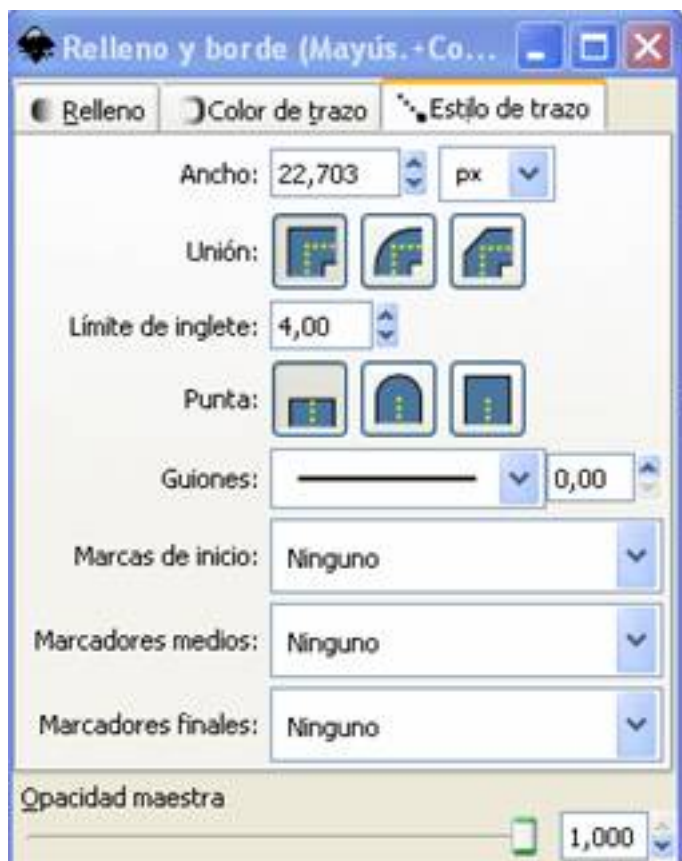 Relleno y borde (Mayús.+Co...
Relleno Color de trazo Estilo de trazo
Ancho: 22,703 px
Unión:
Límite de inglete: 4,00
Punta:
Guiones: 0,00
Marcas de inicio: Ninguno
Marcadores medios: Ninguno
Marcadores finales: Ninguno
Opacidad maestra
1,000